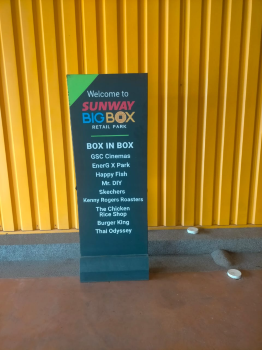 Welcome to
SUNWAY
BIG BOX
RETAIL PARK
BOX IN BOX
GSC Cinemas
EnerG X Park
Happy Fish
Mr. DIY
Skechers
Kenny Rogers Roasters
The Chicken
Rice Shop
Burger King
Thai Odyssey